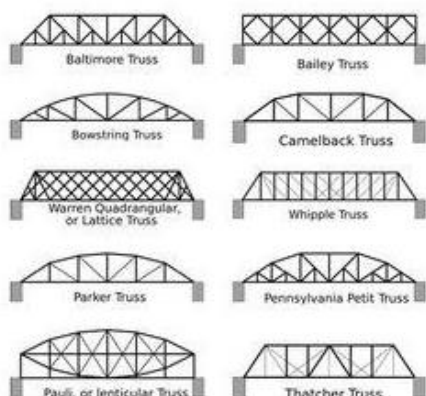 Baltimore Truss
Bailey Truss
Bowstring Truss
Camelback Truss
Warren Quadrangular,
or Lattice Truss
Whipple Truss
Parker Truss
Pennsylvania Petit Truss
Pauli, or lenticular Truss
Thatcher Truss